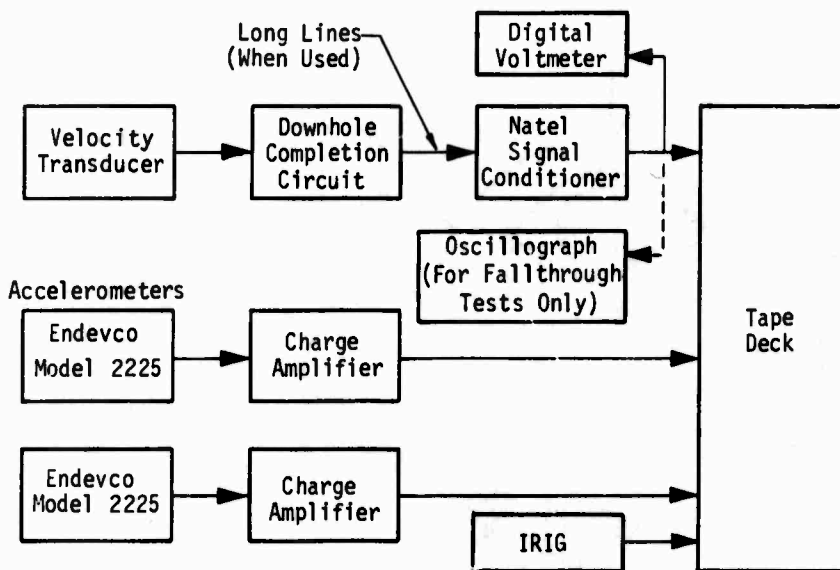 Long Lines
(When Used)
Digital
Voltmeter
Velocity
Transducer
Downhole
Completion
Circuit
Natel
Signal
Conditioner
Oscillograph
(For Fallthrough
Tests Only)
Tape
Deck
Accelerometers
Endevco
Model 2225
Charge
Amplifier
Endevco
Model 2225
Charge
Amplifier
IRIG